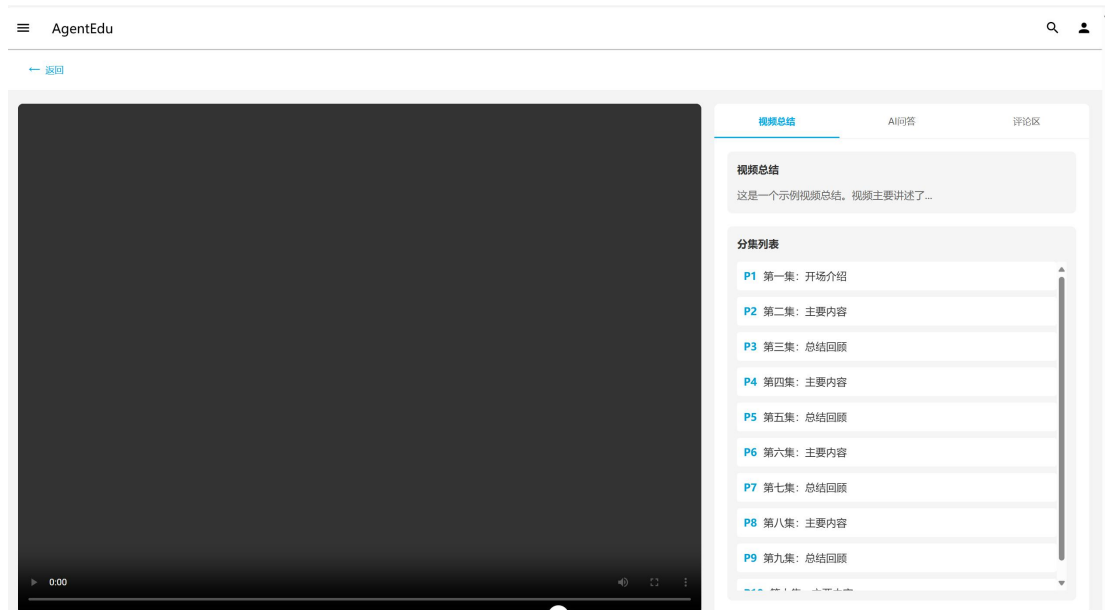 AgentEdu
← 返回
视频总结
AI问答
评论区
视频总结
这是一个示例视频总结。视频主要讲述了...
分集列表
P1 第一集：开场介绍
P2 第二集：主要内容
P3 第三集：总结回顾
P4 第四集：主要内容
P5 第五集：总结回顾
P6 第六集：主要内容
P7 第七集：总结回顾
P8 第八集：主要内容
P9 第九集：总结回顾
0:00